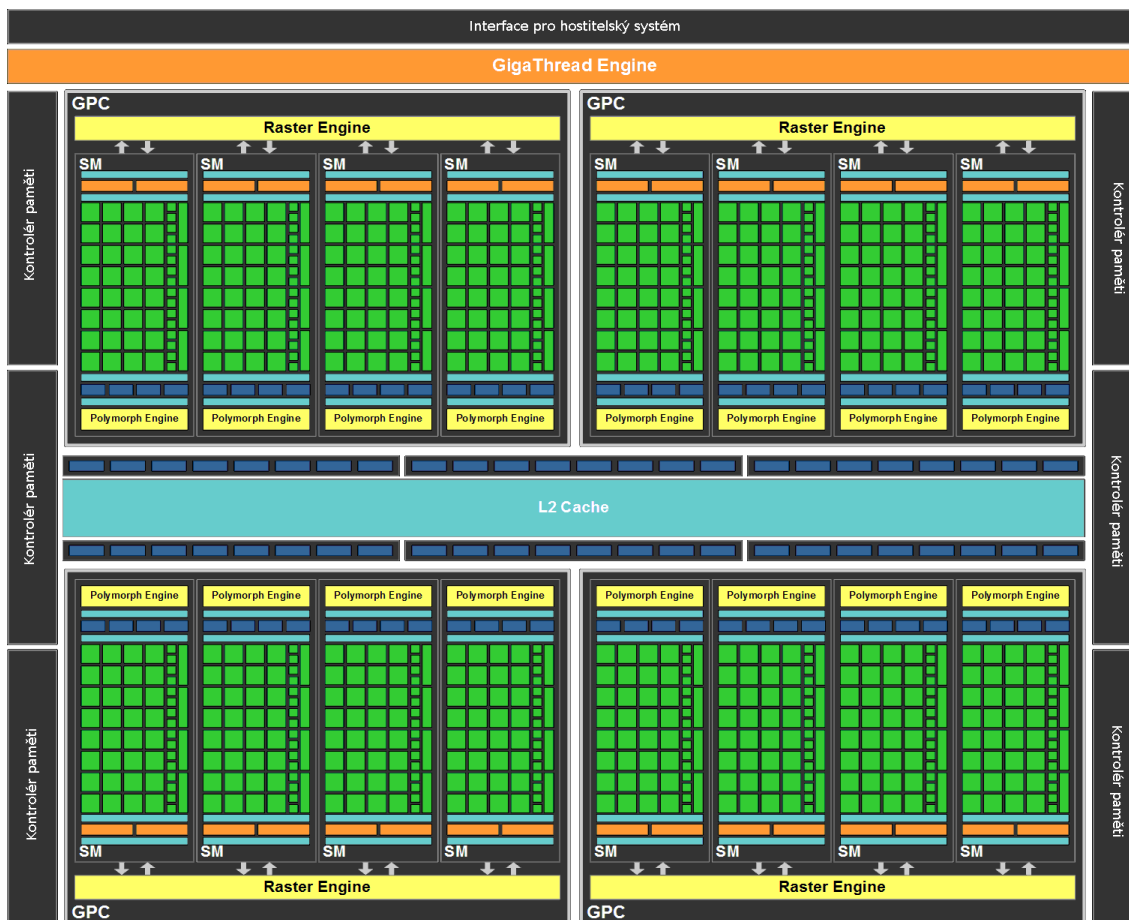 Interface pro hostitelský systém
GigaThread Engine
Kontrolér paměti
Kontrolér paměti
Kontrolér paměti
GPC
Raster Engine
SM
SM
SM
SM
Polymorph Engine
Polymorph Engine
Polymorph Engine
Polymorph Engine
GPC
Raster Engine
SM
SM
SM
SM
Polymorph Engine
Polymorph Engine
Polymorph Engine
Polymorph Engine
L2 Cache
Polymorph Engine
Polymorph Engine
Polymorph Engine
Polymorph Engine
SM
SM
SM
SM
Raster Engine
GPC
Polymorph Engine
Polymorph Engine
Polymorph Engine
Polymorph Engine
SM
SM
SM
SM
Raster Engine
GPC
Kontrolér paměti
Kontrolér paměti
Kontrolér paměti